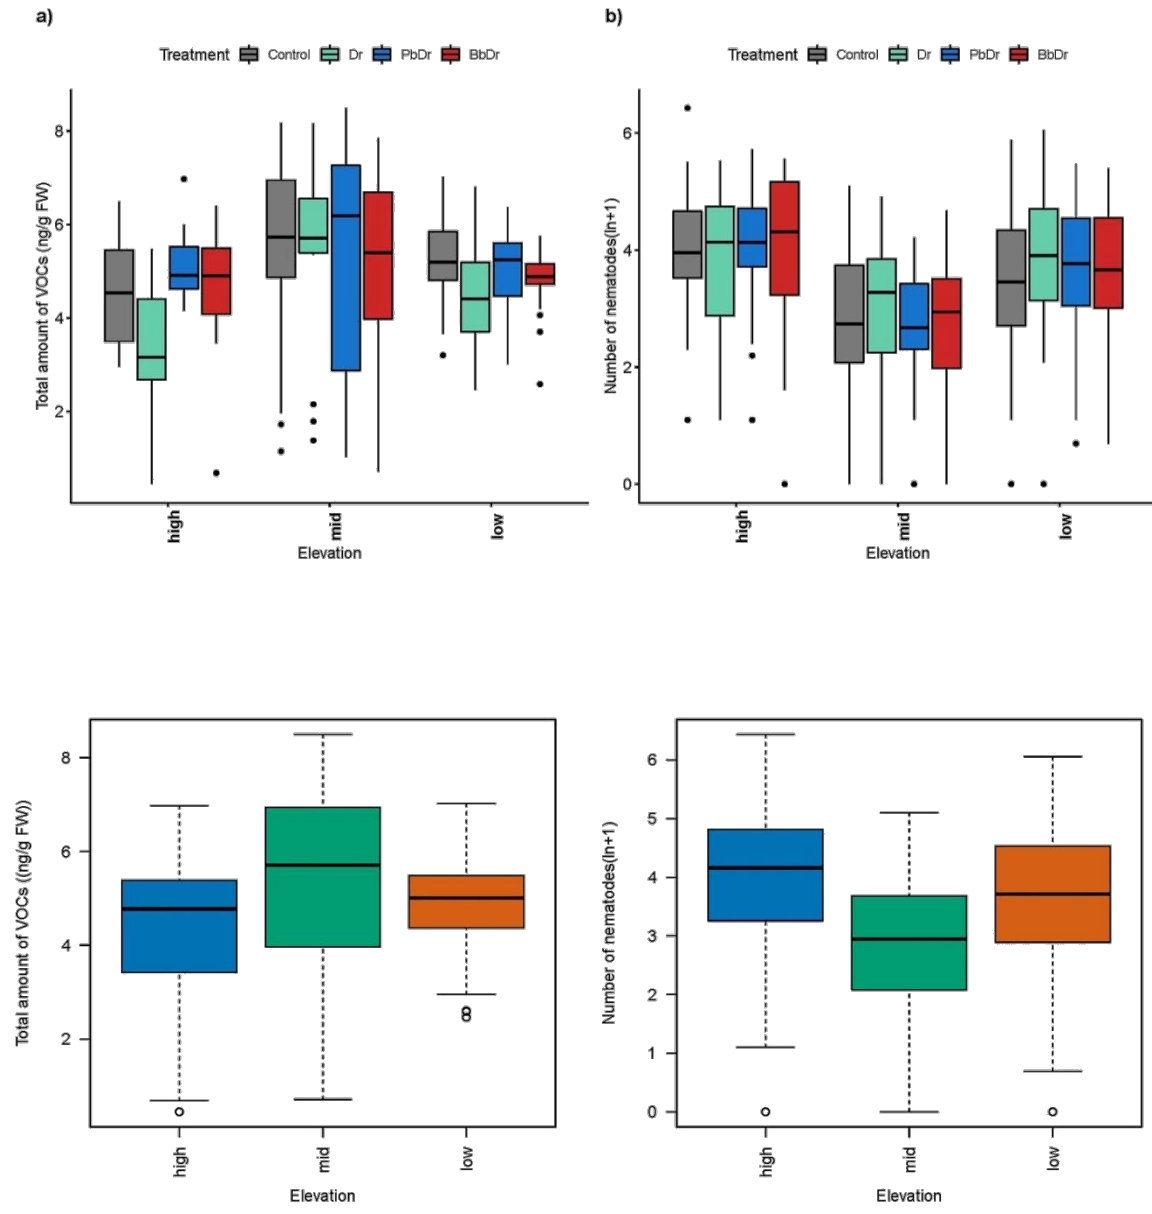 a)
Treatment Control Dr PbDr BbDr
Total amount of VOCs (ng/g FW)
8
6
4
2
high mid low
Elevation
b)
Treatment Control Dr PbDr BbDr
Number of nematodes(ln+1)
6
4
2
0
high mid low
Elevation
Total amount of VOCs ((ng/g FW))
8
6
4
2
high mid low
Elevation
Number of nematodes(ln+1)
6
5
4
3
2
1
0
high mid low
Elevation